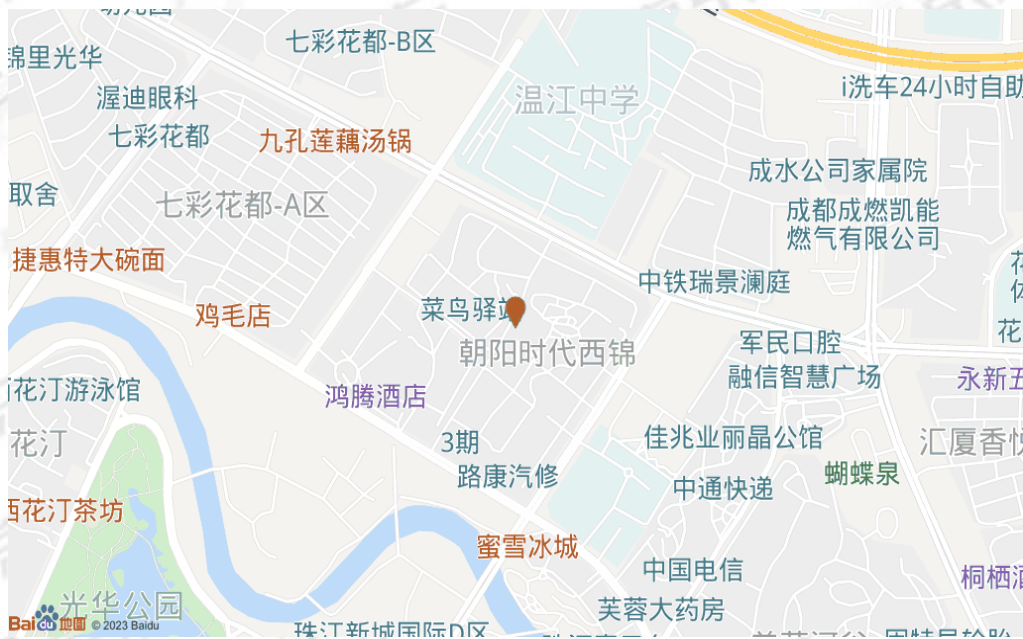 幼儿园
七彩花都-B区
锦里光华
i洗车24小时自助
渥迪眼科
温江中学
七彩花都
九孔莲藕汤锅
成水公司家属院
取舍
七彩花都-A区
成都成燃凯能
燃气有限公司
捷惠特大碗面
中铁瑞景澜庭
鸡毛店
菜鸟驿站
花
军民口腔
朝阳时代西锦
融信智慧广场
永新五
花汀游泳馆
鸿腾酒店
花汀
3期
佳兆业丽晶公馆
汇厦香悦
路康汽修
中通快递
蝴蝶泉
西花汀茶坊
蜜雪冰城
中国电信
桐栖酒
光华公园
芙蓉大药房
Bai du 地图 © 2023 Baidu
珠江新城国际D区